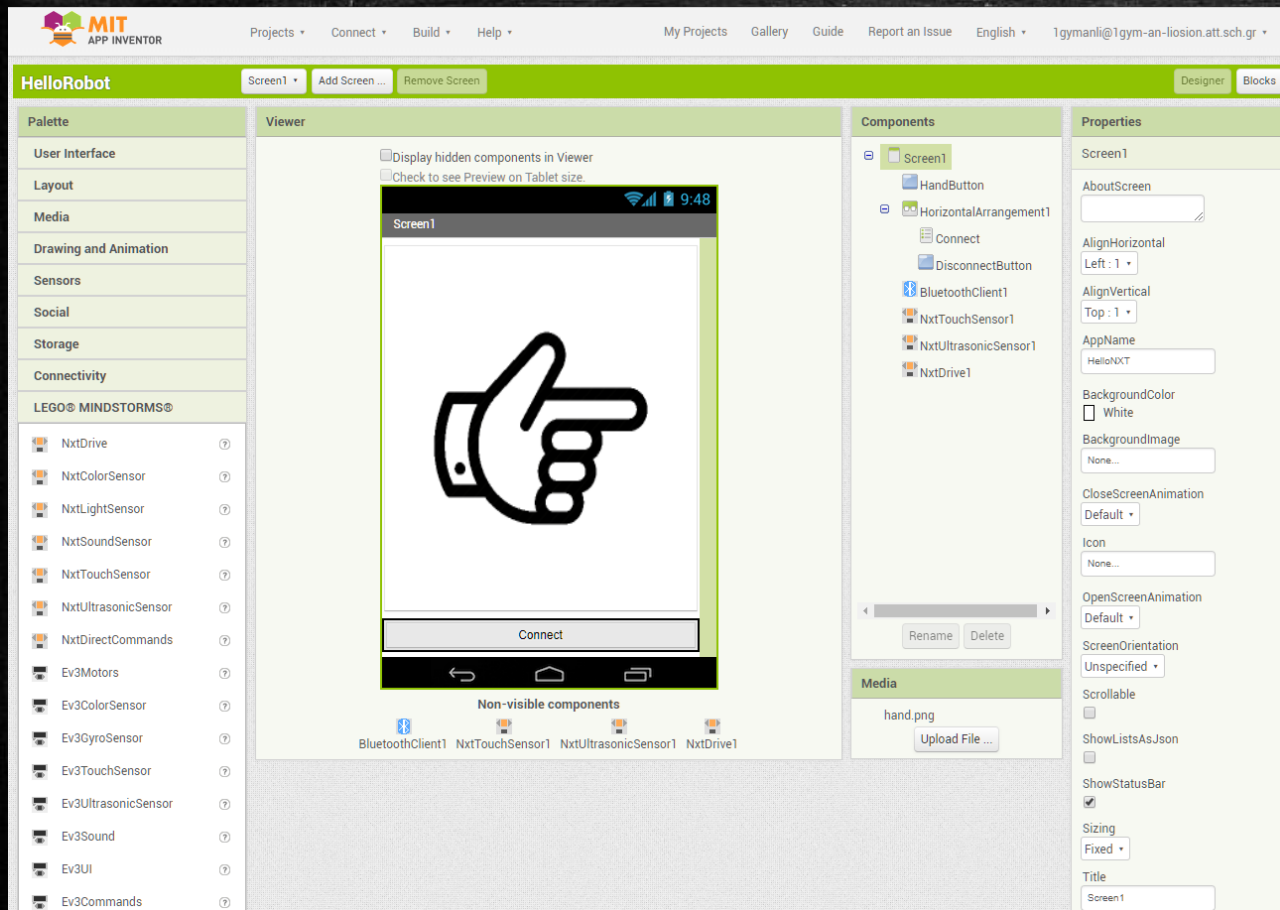 MIT
APP INVENTOR
Projects Connect Build Help My Projects Gallery Guide Report an Issue English 1gymanli@1gym-an-liosion.att.sch.gr
HelloRobot Screen1 Add Screen ... Remove Screen Designer Blocks
Palette
User Interface
Layout
Media
Drawing and Animation
Sensors
Social
Storage
Connectivity
LEGO® MINDSTORMS®
NxtDrive ?
NxtColorSensor ?
NxtLightSensor ?
NxtSoundSensor ?
NxtTouchSensor ?
NxtUltrasonicSensor ?
NxtDirectCommands ?
Ev3Motors ?
Ev3ColorSensor ?
Ev3GyroSensor ?
Ev3TouchSensor ?
Ev3UltrasonicSensor ?
Ev3Sound ?
Ev3UI ?
Ev3Commands ?
Viewer
Display hidden components in Viewer
Check to see Preview on Tablet size.
9:48
Screen1
Connect
Non-visible components
BluetoothClient1 NxtTouchSensor1 NxtUltrasonicSensor1 NxtDrive1
Components
Screen1
HandButton
HorizontalArrangement1
Connect
DisconnectButton
BluetoothClient1
NxtTouchSensor1
NxtUltrasonicSensor1
NxtDrive1
Rename Delete
Media
hand.png
Upload File ...
Properties
Screen1
AboutScreen
AlignHorizontal
Left : 1
AlignVertical
Top : 1
AppName
HelloNXT
BackgroundColor
White
BackgroundImage
None...
CloseScreenAnimation
Default
Icon
None...
OpenScreenAnimation
Default
ScreenOrientation
Unspecified
Scrollable
ShowListsAsJson
ShowStatusBar
Sizing
Fixed
Title
Screen1